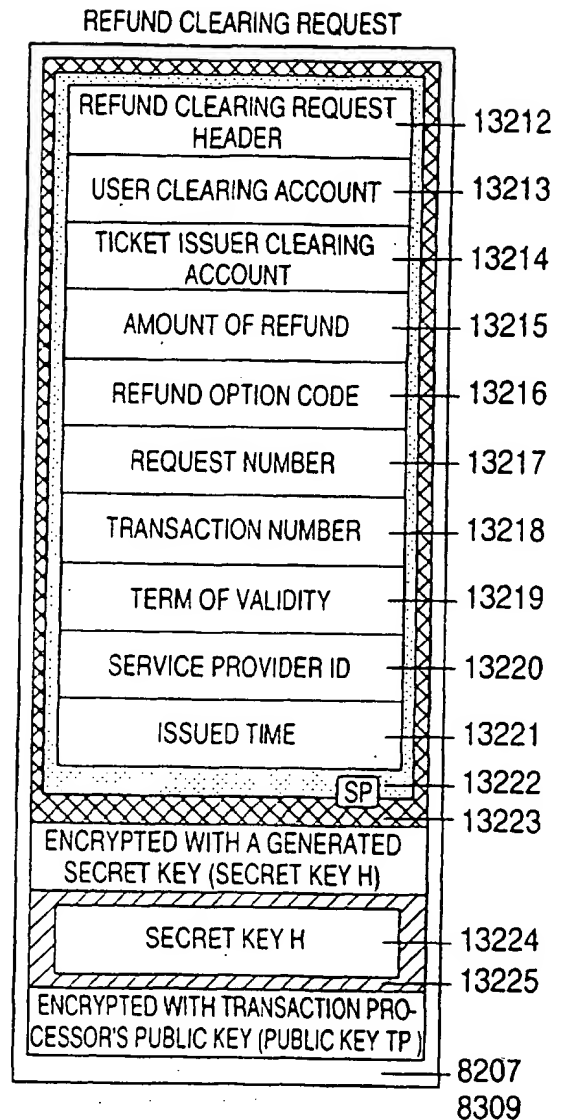 REFUND CLEARING REQUEST
REFUND CLEARING REQUEST
HEADER
13212
USER CLEARING ACCOUNT
13213
TICKET ISSUER CLEARING
ACCOUNT
13214
AMOUNT OF REFUND
13215
REFUND OPTION CODE
13216
REQUEST NUMBER
13217
TRANSACTION NUMBER
13218
TERM OF VALIDITY
13219
SERVICE PROVIDER ID
13220
ISSUED TIME
13221
SP
13222
13223
ENCRYPTED WITH A GENERATED
SECRET KEY (SECRET KEY H)
SECRET KEY H
13224
13225
ENCRYPTED WITH TRANSACTION PRO-
CESSOR'S PUBLIC KEY (PUBLIC KEY TP)
8207
8309